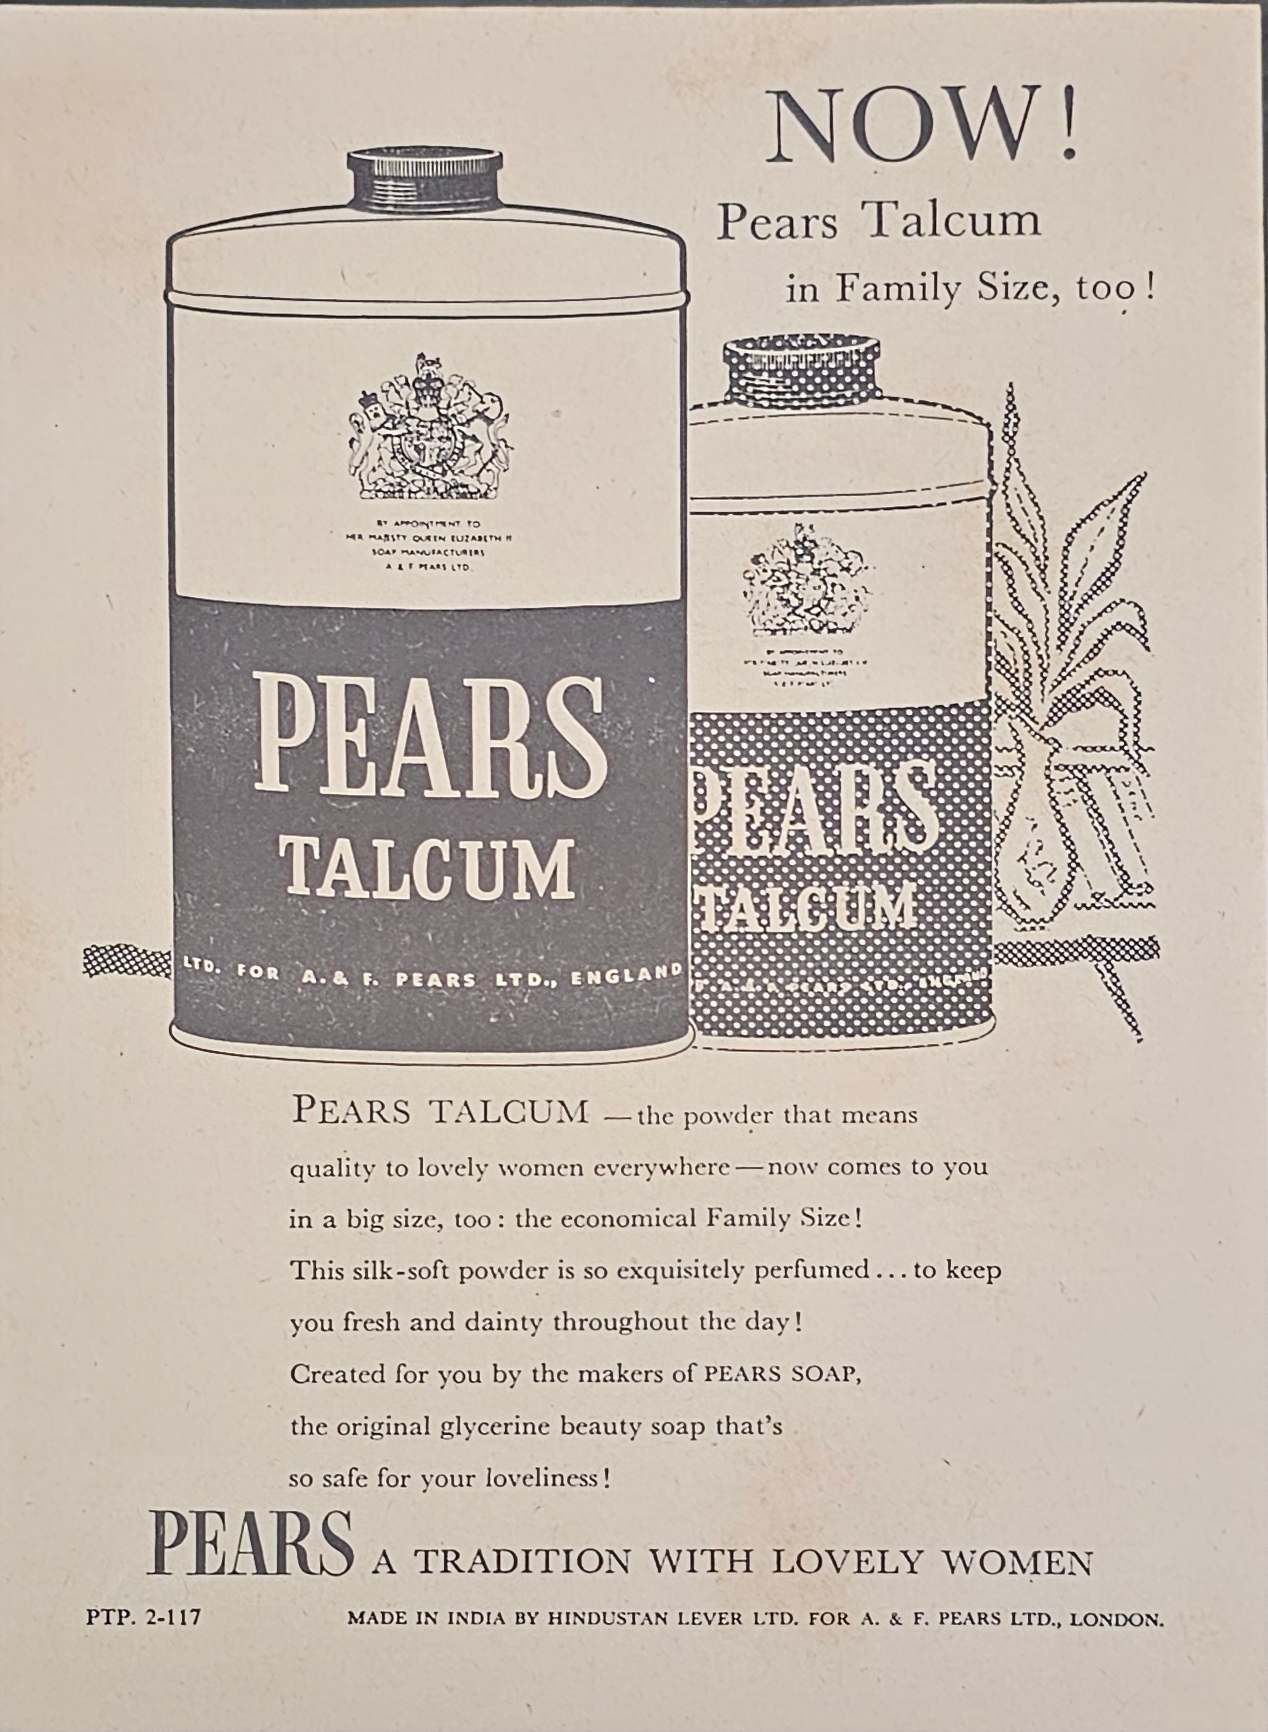 NOW!
Pears Talcum
in Family Size, too!
BY APPOINTMENT TO
HER MAJESTY QUEEN ELIZABETH II
SOAP MANUFACTURERS
A & F PEARS LTD.
PEARS
TALCUM
LTD. FOR A. & F. PEARS LTD., ENGLAND
PEARS
TALCUM
A. & F. PEARS LTD., ENGLAND
PEARS TALCUM — the powder that means
quality to lovely women everywhere — now comes to you
in a big size, too : the economical Family Size!
This silk-soft powder is so exquisitely perfumed ... to keep
you fresh and dainty throughout the day!
Created for you by the makers of PEARS SOAP,
the original glycerine beauty soap that's
so safe for your loveliness!
PEARS A TRADITION WITH LOVELY WOMEN
PTP. 2-117 MADE IN INDIA BY HINDUSTAN LEVER LTD. FOR A. & F. PEARS LTD., LONDON.